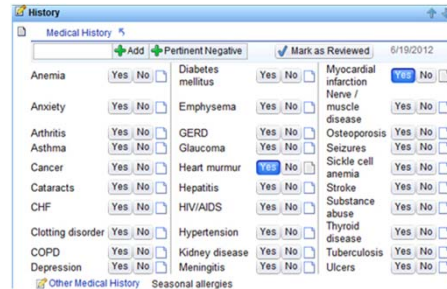 History
Medical History
Add Pertinent Negative Mark as Reviewed 6/19/2012
Anemia Yes No Diabetes mellitus Yes No Myocardial infarction Yes No
Anxiety Yes No Emphysema Yes No Nerve / muscle disease Yes No
Arthritis Yes No GERD Yes No Osteoporosis Yes No
Asthma Yes No Glaucoma Yes No Seizures Yes No
Cancer Yes No Heart murmur Yes No Sickle cell anemia Yes No
Cataracts Yes No Hepatitis Yes No Stroke Yes No
CHF Yes No HIV/AIDS Yes No Substance abuse Yes No
Clotting disorder Yes No Hypertension Yes No Thyroid disease Yes No
COPD Yes No Kidney disease Yes No Tuberculosis Yes No
Depression Yes No Meningitis Yes No Ulcers Yes No
Other Medical History Seasonal allergies